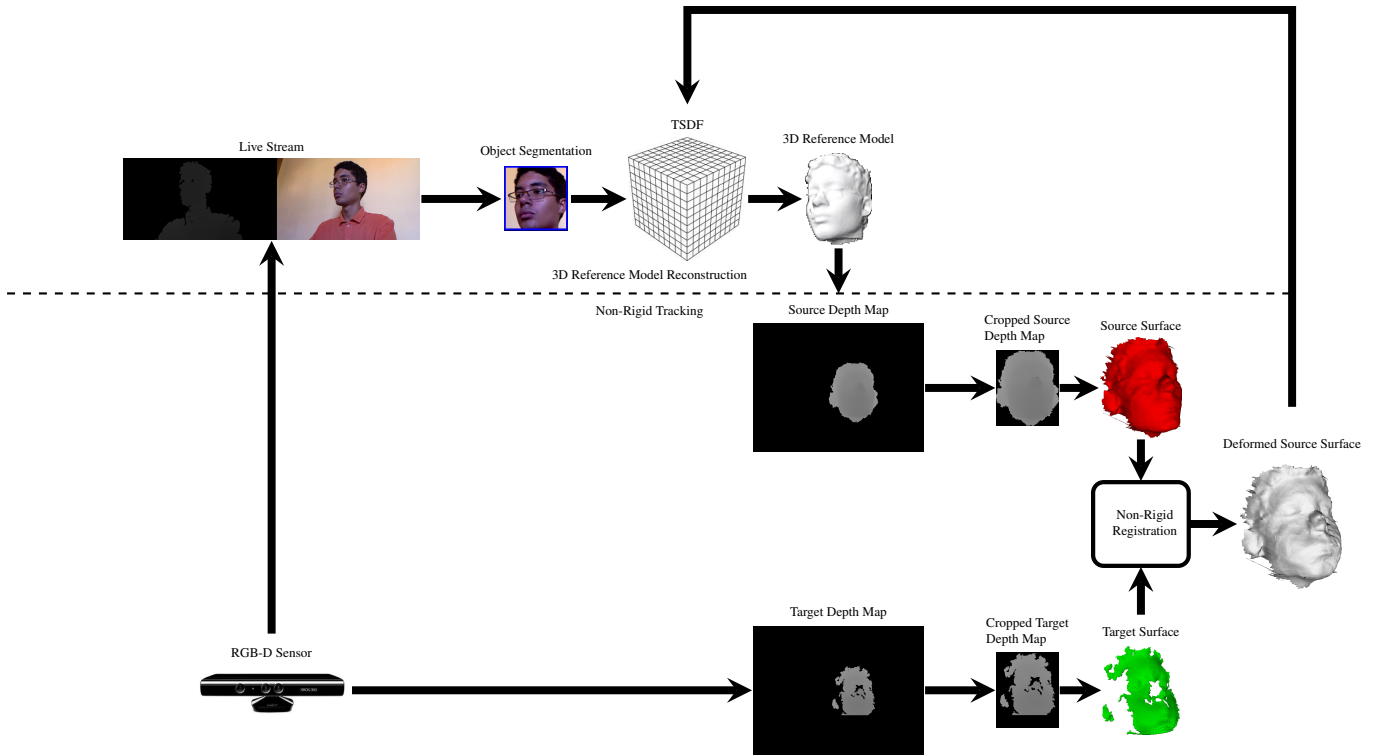 TSDF
3D Reference Model
Live Stream
Object Segmentation
3D Reference Model Reconstruction
Non-Rigid Tracking
Source Depth Map
Cropped Source
Depth Map
Source Surface
Deformed Source Surface
Non-Rigid
Registration
Target Depth Map
Cropped Target
Depth Map
Target Surface
RGB-D Sensor
XBOX 360